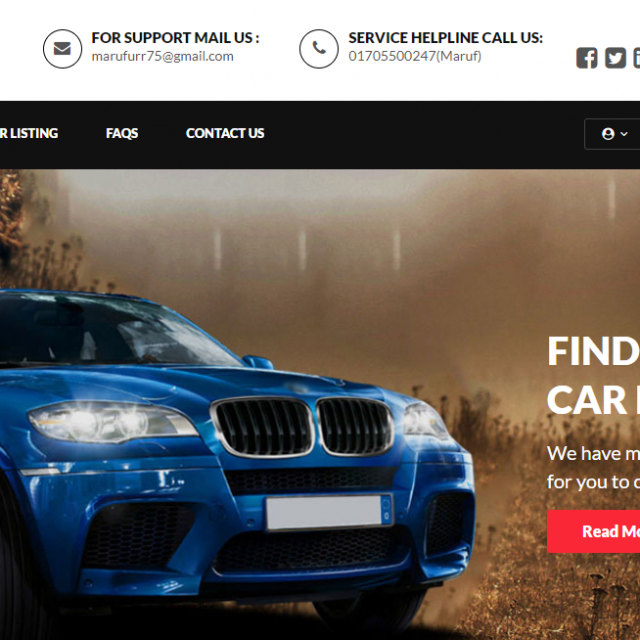 FOR SUPPORT MAIL US :
marufurr75@gmail.com
SERVICE HELPLINE CALL US:
01705500247(Maruf)
R LISTING
FAQS
CONTACT US
FIND
CAR
We have m
for you to
Read Mo